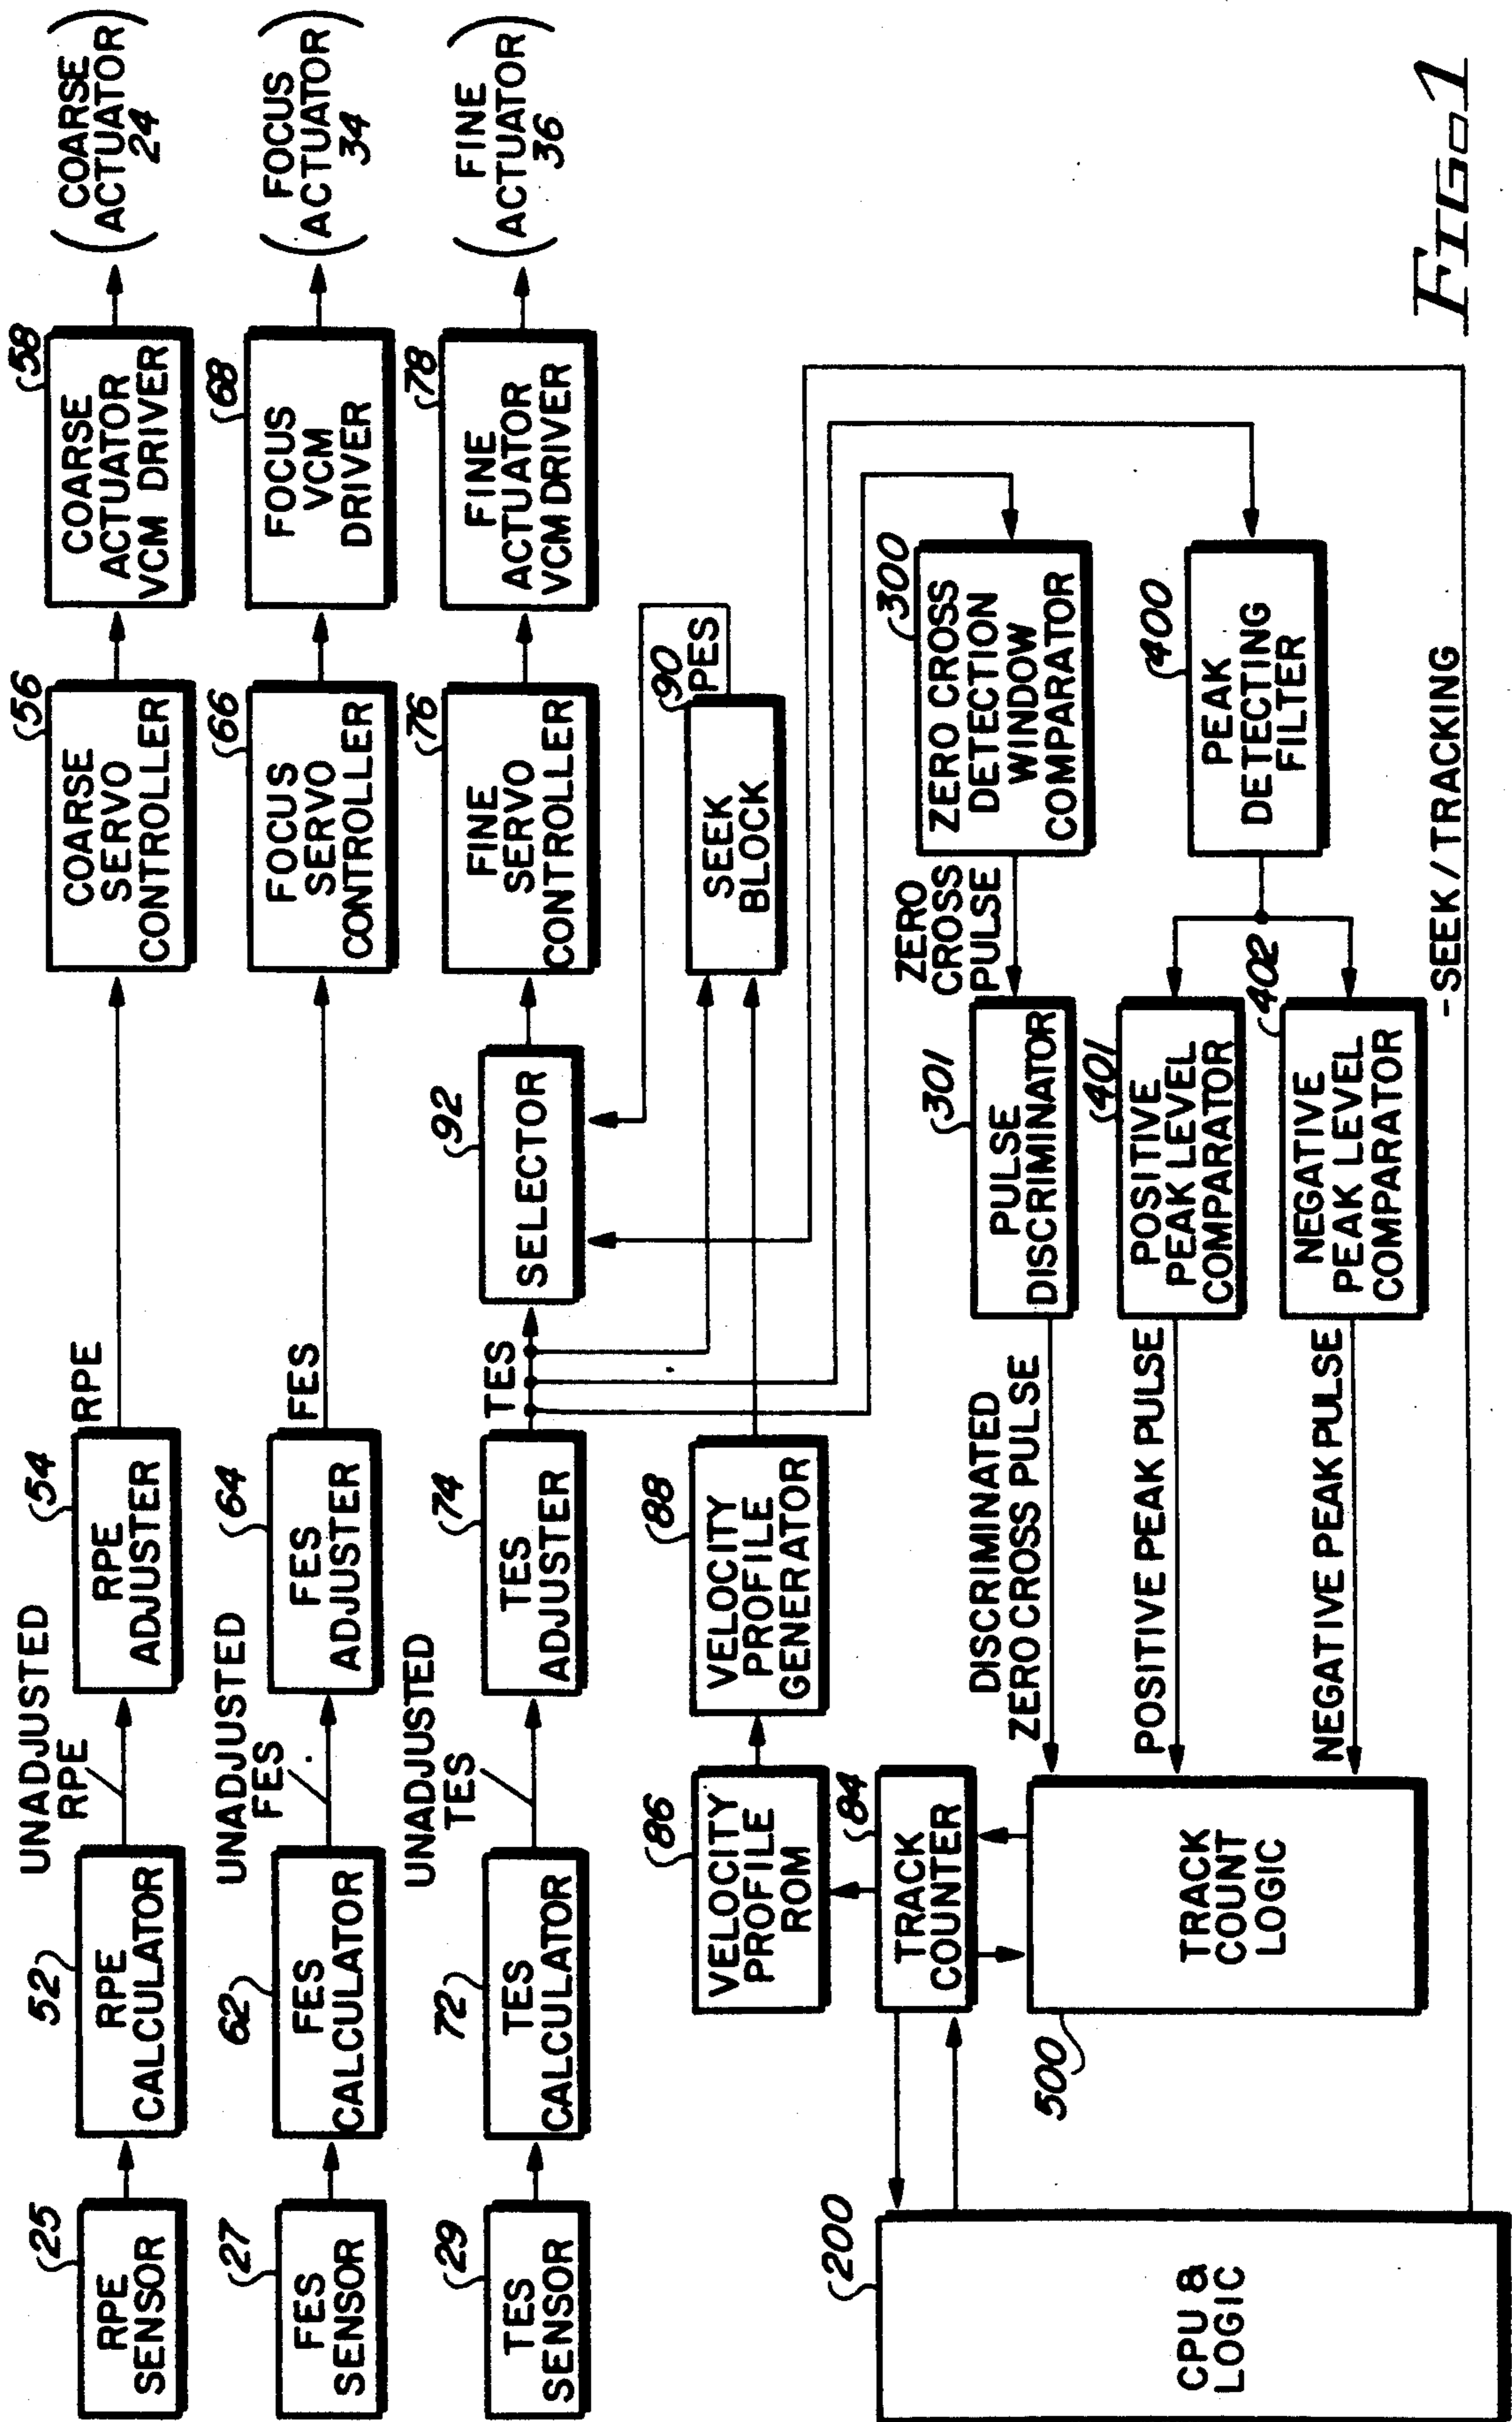 25
RPE
SENSOR
52
RPE
CALCULATOR
UNADJUSTED
RPE
54
RPE
ADJUSTER
RPE
56
COARSE
SERVO
CONTROLLER
58
COARSE
ACTUATOR
VCM DRIVER
(COARSE
ACTUATOR)
24
27
FES
SENSOR
62
FES
CALCULATOR
UNADJUSTED
FES
64
FES
ADJUSTER
FES
66
FOCUS
SERVO
CONTROLLER
68
FOCUS
VCM
DRIVER
(FOCUS
ACTUATOR)
34
29
TES
SENSOR
72
TES
CALCULATOR
UNADJUSTED
TES
74
TES
ADJUSTER
TES
92
SELECTOR
76
FINE
SERVO
CONTROLLER
78
FINE
ACTUATOR
VCM DRIVER
(FINE
ACTUATOR)
36
86
VELOCITY
PROFILE
ROM
88
VELOCITY
PROFILE
GENERATOR
SEEK
BLOCK
90
PES
84
TRACK
COUNTER
200
CPU &
LOGIC
500
TRACK
COUNT
LOGIC
DISCRIMINATED
ZERO CROSS PULSE
301
PULSE
DISCRIMINATOR
ZERO
CROSS
PULSE
300
ZERO CROSS
DETECTION
WINDOW
COMPARATOR
POSITIVE PEAK PULSE
401
POSITIVE
PEAK LEVEL
COMPARATOR
400
PEAK
DETECTING
FILTER
NEGATIVE PEAK PULSE
402
NEGATIVE
PEAK LEVEL
COMPARATOR
-SEEK/TRACKING
FIG. 1